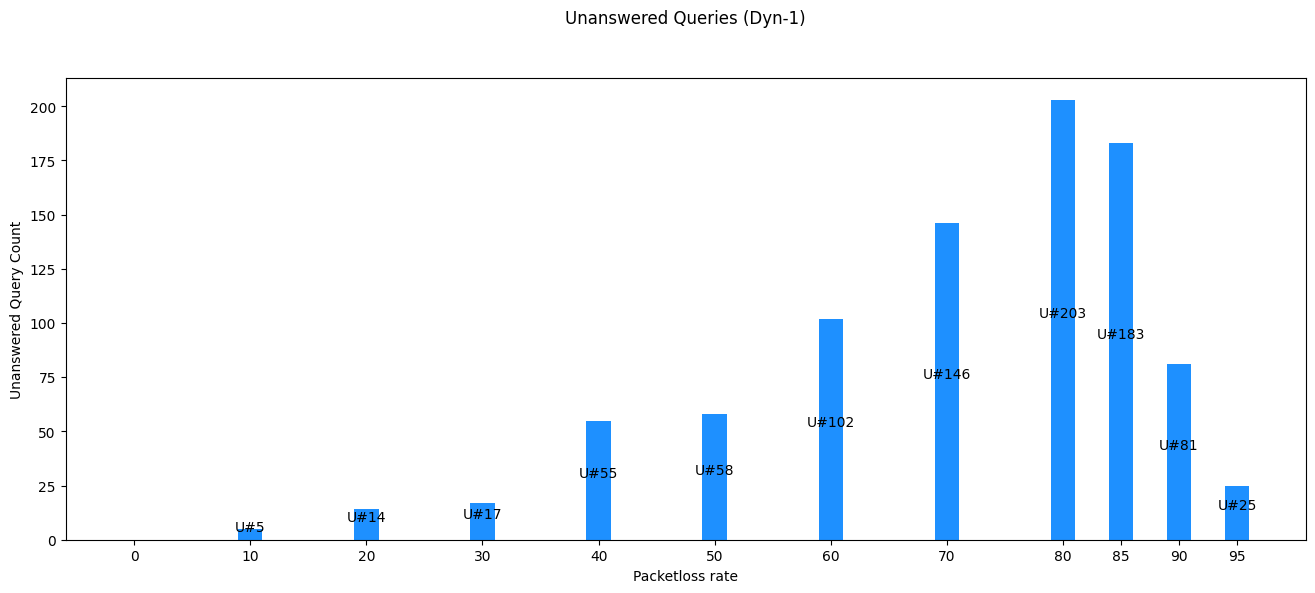 Unanswered Queries (Dyn-1)
Unanswered Query Count
200
175
150
125
100
75
50
25
0
U#5
U#14
U#17
U#55
U#58
U#102
U#146
U#203
U#183
U#81
U#25
0 10 20 30 40 50 60 70 80 85 90 95
Packetloss rate